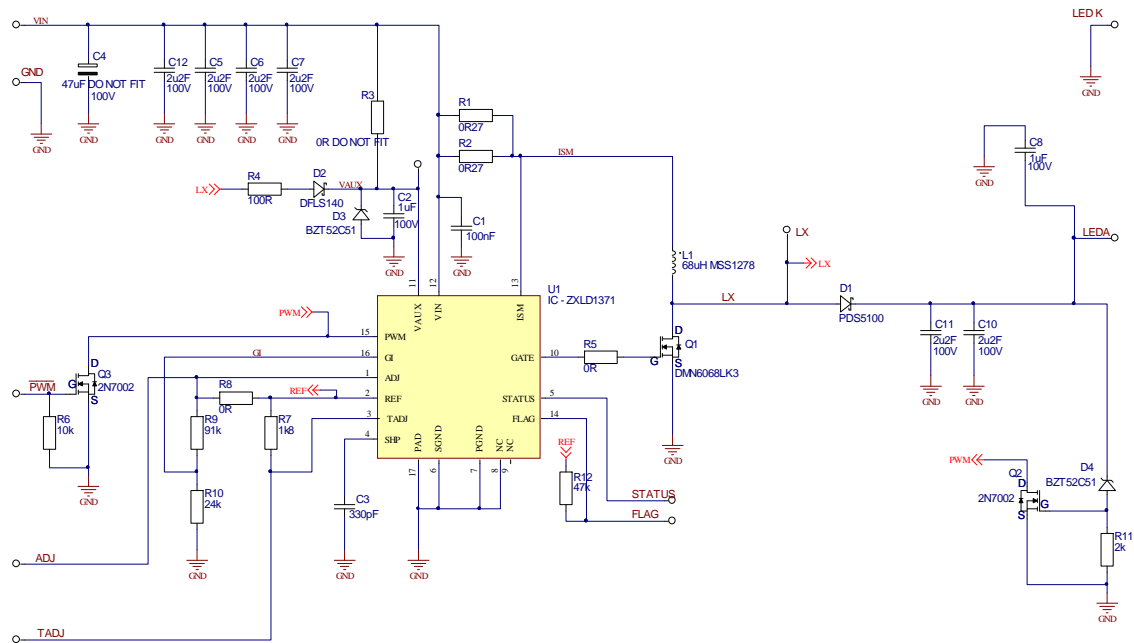 VIN
LED K
GND
C4
47uF DO NOT FIT
100V
GND
C12
2u2F
100V
GND
C5
2u2F
100V
GND
C6
2u2F
100V
GND
C7
2u2F
100V
GND
GND
GND
R3
0R DO NOT FIT
R1
0R27
R2
0R27
ISM
C8
1uF
100V
GND
LX
R4
100R
D2
DFLS140
VAUX
D3
BZT52C51
C2
1uF
100V
GND
C1
100nF
GND
L1
68uH MSS1278
LX
LX
LEDA
U1
IC - ZXLD1371
11
VAUX
12
VIN
13
ISM
LX
D1
PDS5100
C11
2u2F
100V
GND
C10
2u2F
100V
GND
PWM
15
PWM
16
GI
1
ADJ
2
REF
3
TADJ
4
SHP
GATE
10
STATUS
5
FLAG
14
PAD
17
SGND
6
PGND
7
NC
8
NC
9
GI
R5
0R
D
G
S
Q1
DMN6068LK3
GND
PWM
D
G
S
Q3
2N7002
R6
10k
GND
R8
0R
REF
R9
91k
R7
1k8
R10
24k
GND
C3
330pF
GND
GND
REF
R12
47k
STATUS
FLAG
PWM
Q2
D
G
S
2N7002
D4
BZT52C51
R11
2k
GND
ADJ
TADJ